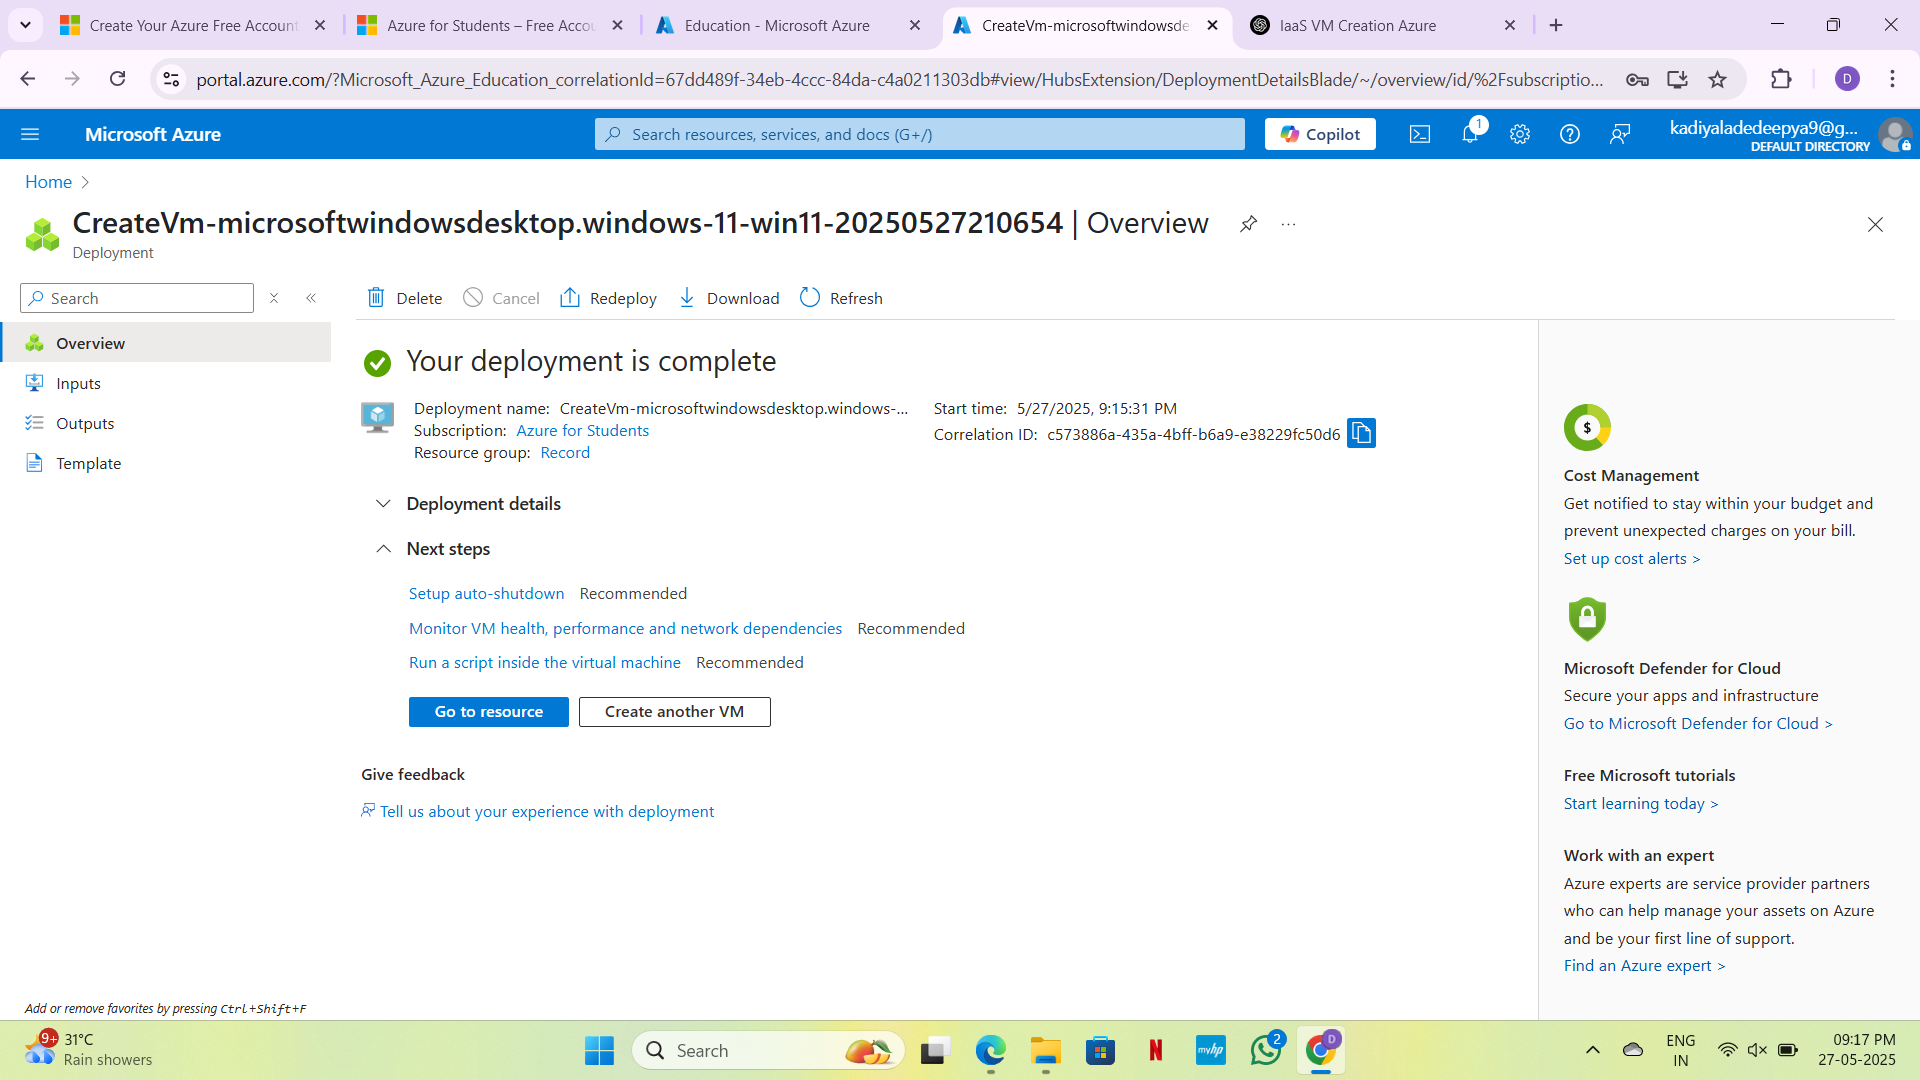 Create Your Azure Free Account
Azure for Students – Free Accou
Education - Microsoft Azure
CreateVm-microsoftwindowsde
IaaS VM Creation Azure
portal.azure.com/?Microsoft_Azure_Education_correlationId=67dd489f-34eb-4ccc-84da-c4a0211303db#view/HubsExtension/DeploymentDetailsBlade/~/overview/id/%2Fsubscriptio...
D
Microsoft Azure
Search resources, services, and docs (G+/)
Copilot
1
kadiyaladedeepya9@g...
DEFAULT DIRECTORY
Home
CreateVm-microsoftwindowsdesktop.windows-11-win11-20250527210654 | Overview
Deployment
Search
Delete
Cancel
Redeploy
Download
Refresh
Overview
Inputs
Outputs
Template
Your deployment is complete
Deployment name: CreateVm-microsoftwindowsdesktop.windows-...
Subscription: Azure for Students
Resource group: Record
Start time: 5/27/2025, 9:15:31 PM
Correlation ID: c573886a-435a-4bff-b6a9-e38229fc50d6
Deployment details
Next steps
Setup auto-shutdown Recommended
Monitor VM health, performance and network dependencies Recommended
Run a script inside the virtual machine Recommended
Go to resource
Create another VM
Give feedback
Tell us about your experience with deployment
$
Cost Management
Get notified to stay within your budget and
prevent unexpected charges on your bill.
Set up cost alerts >
Microsoft Defender for Cloud
Secure your apps and infrastructure
Go to Microsoft Defender for Cloud >
Free Microsoft tutorials
Start learning today >
Work with an expert
Azure experts are service provider partners
who can help manage your assets on Azure
and be your first line of support.
Find an Azure expert >
Add or remove favorites by pressing Ctrl+Shift+F
9+
31°C
Rain showers
Search
N
myhp
2
D
ENG
IN
09:17 PM
27-05-2025